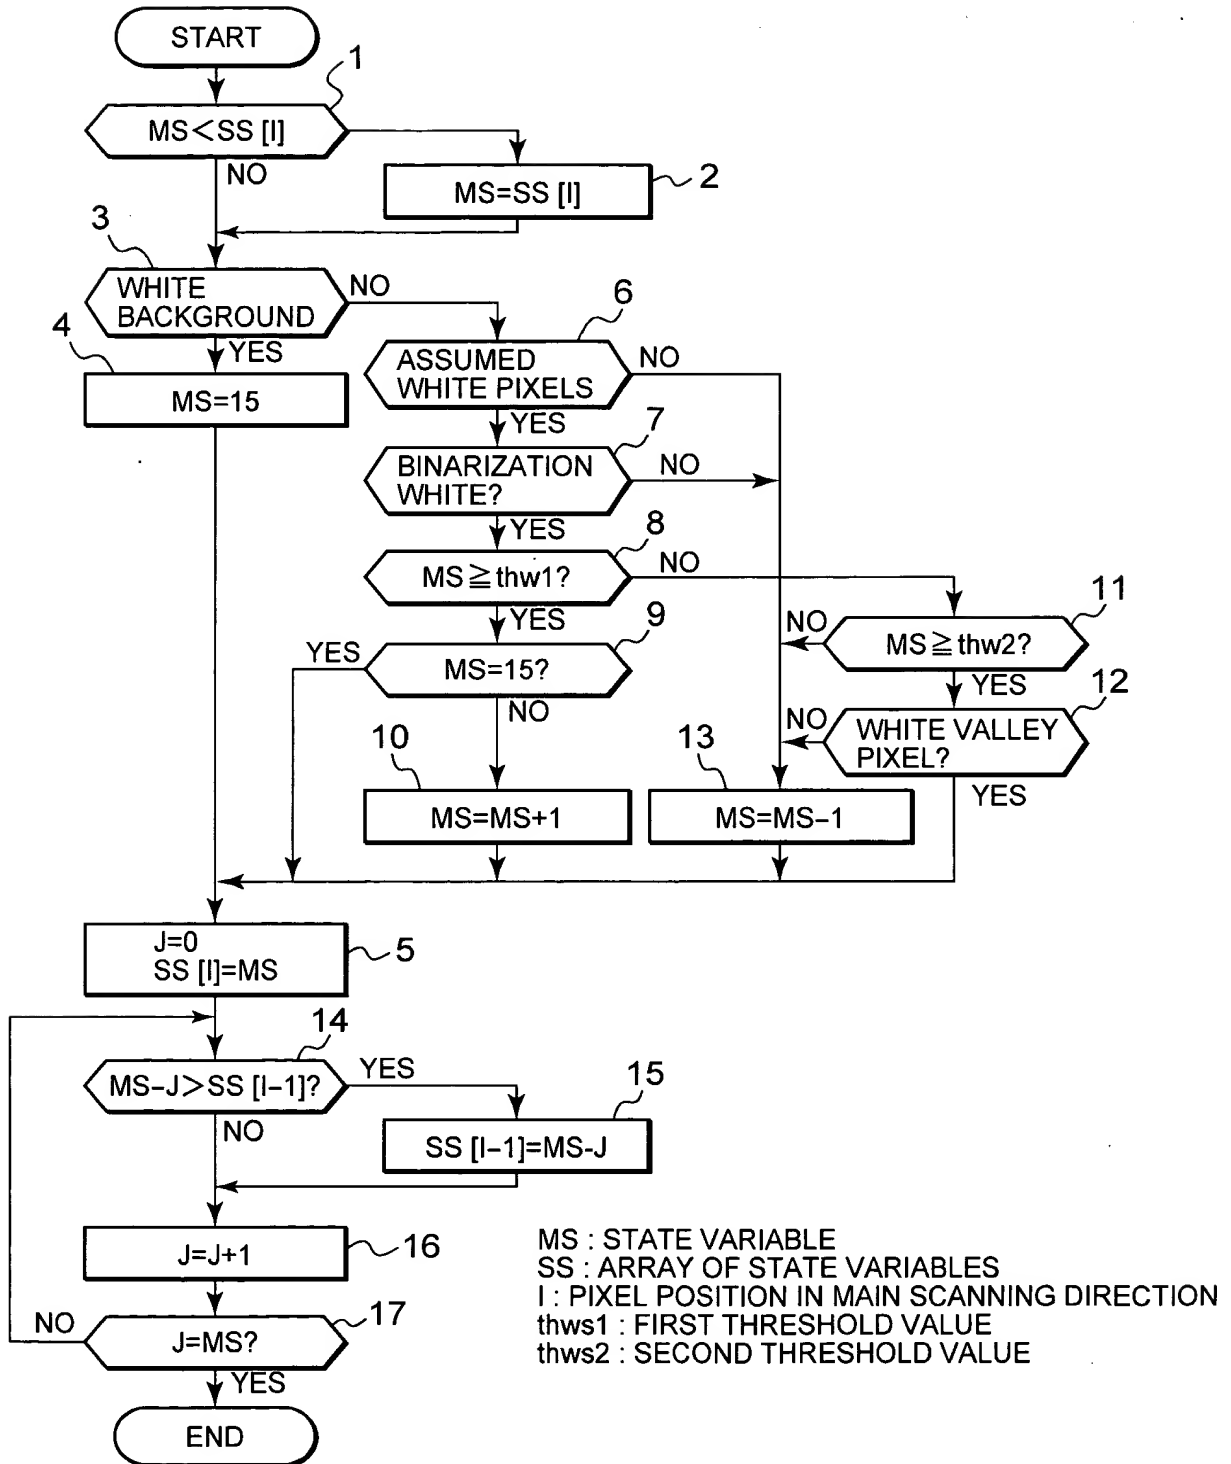 START
1
MS<SS [I]
NO
2
MS=SS [I]
3
WHITE
BACKGROUND
NO
YES
4
MS=15
6
ASSUMED
WHITE PIXELS
NO
YES
7
BINARIZATION
WHITE?
NO
YES
8
MS≧thw1?
NO
YES
9
MS=15?
YES
NO
11
MS≧thw2?
NO
YES
12
WHITE VALLEY
PIXEL?
NO
YES
10
MS=MS+1
13
MS=MS−1
J=0
SS [I]=MS
5
14
MS−J>SS [I−1]?
YES
NO
15
SS [I−1]=MS-J
J=J+1
16
17
J=MS?
NO
YES
END
MS : STATE VARIABLE
SS : ARRAY OF STATE VARIABLES
I : PIXEL POSITION IN MAIN SCANNING DIRECTION
thws1 : FIRST THRESHOLD VALUE
thws2 : SECOND THRESHOLD VALUE